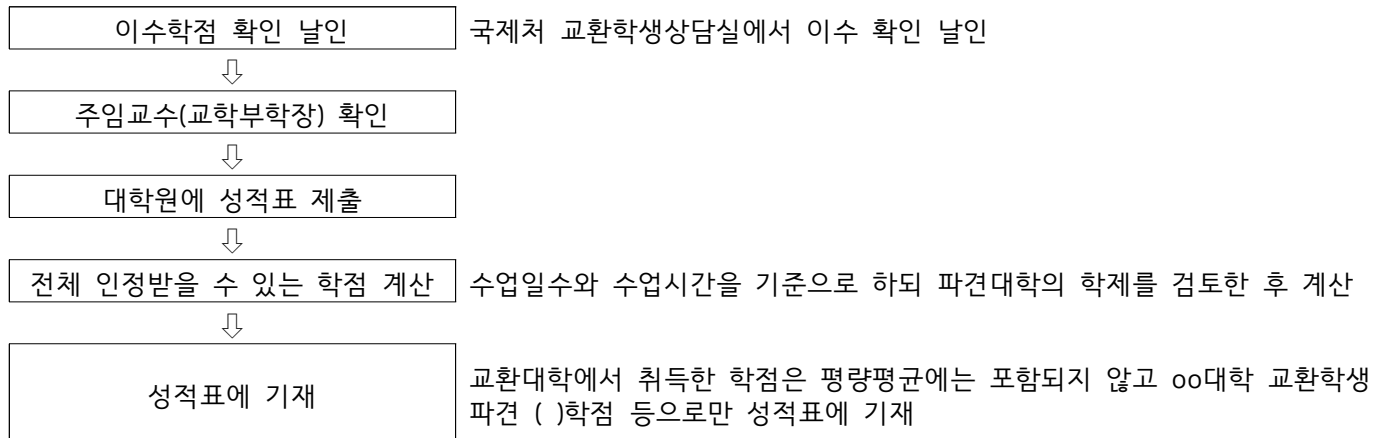 이수학점 확인 날인
국제처 교환학생상담실에서 이수 확인 날인
⇩
주임교수(교학부학장) 확인
⇩
대학원에 성적표 제출
⇩
전체 인정받을 수 있는 학점 계산
수업일수와 수업시간을 기준으로 하되 파견대학의 학제를 검토한 후 계산
⇩
성적표에 기재
교환대학에서 취득한 학점은 평량평균에는 포함되지 않고 oo대학 교환학생
파견 ( )학점 등으로만 성적표에 기재